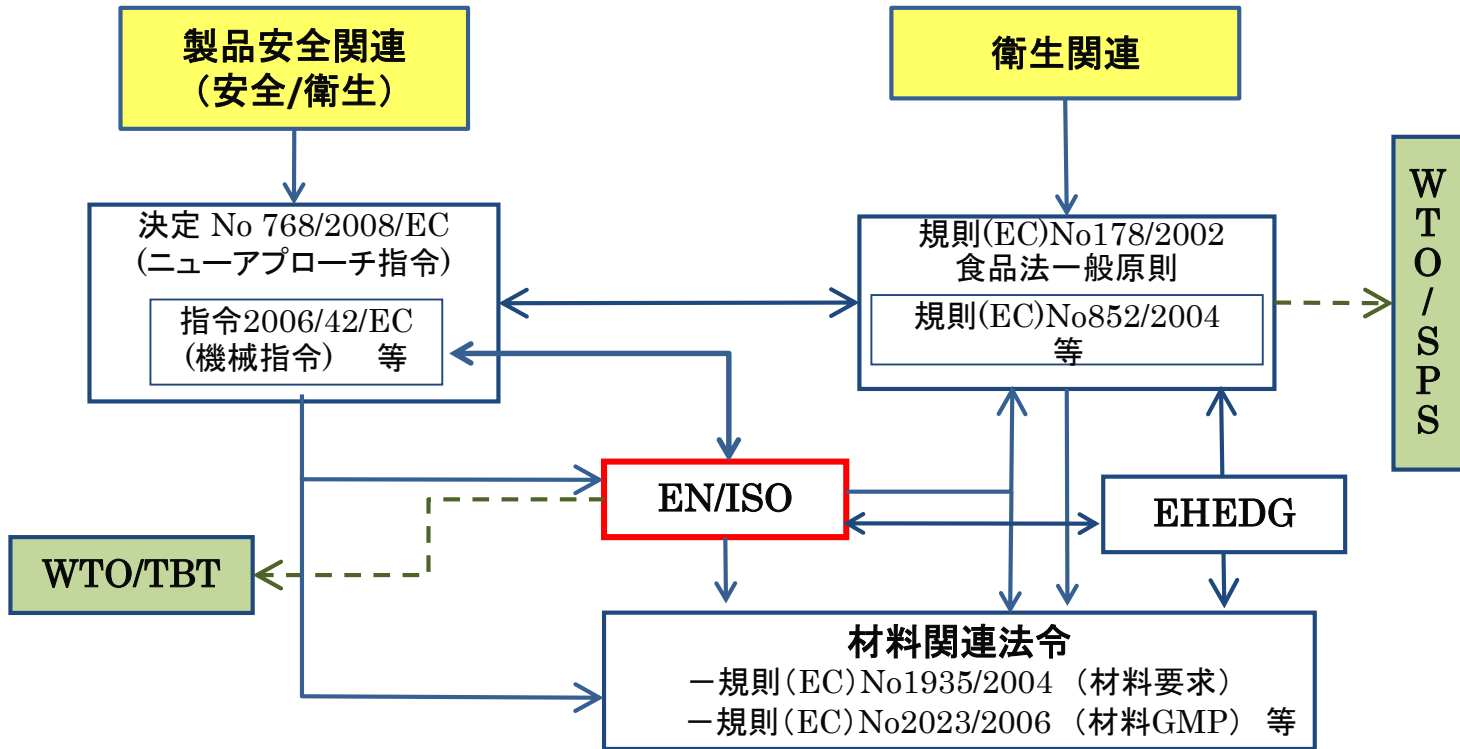 製品安全関連
（安全/衛生）
衛生関連
決定 No 768/2008/EC
(ニューアプローチ指令)
指令2006/42/EC
(機械指令)　等
規則(EC)No178/2002
食品法一般原則
規則(EC)No852/2004
等
WTO/SPS
EN/ISO
EHEDG
WTO/TBT
材料関連法令
－規則（EC）No1935/2004 （材料要求）
－規則（EC）No2023/2006 （材料GMP） 等